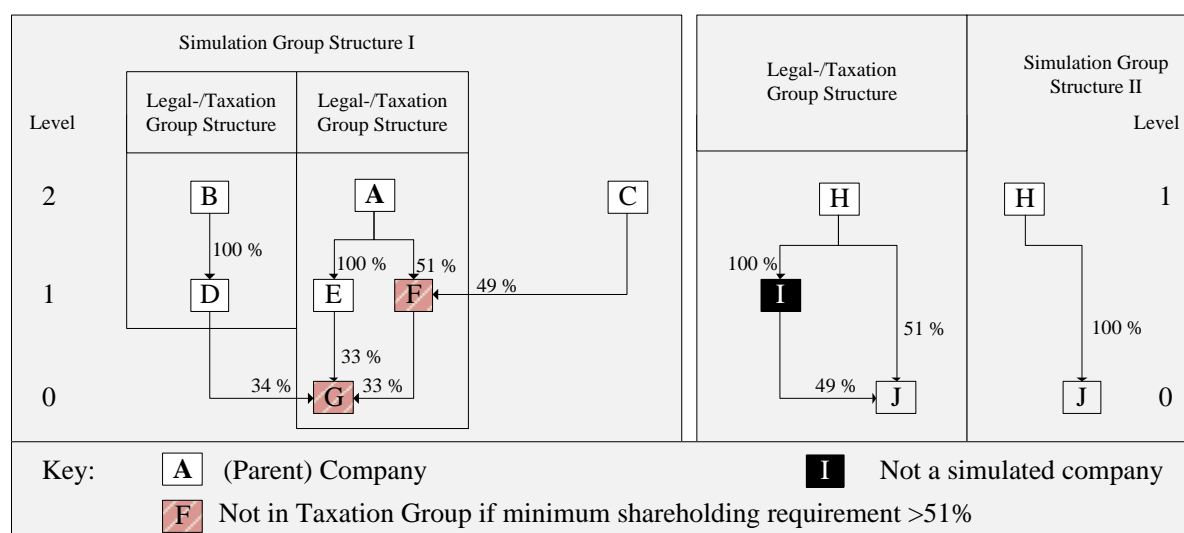 Simulation Group Structure I
Legal-/Taxation
Group Structure
Legal-/Taxation
Group Structure
Level
2
B
A
C
100 %
100 %
51 %
49 %
1
D
E
F
33 %
34 %
33 %
0
G
Legal-/Taxation
Group Structure
Simulation Group
Structure II
Level
H
H
1
100 %
I
51 %
100 %
49 %
J
J
0
Key:
A
(Parent) Company
I
Not a simulated company
F
Not in Taxation Group if minimum shareholding requirement >51%